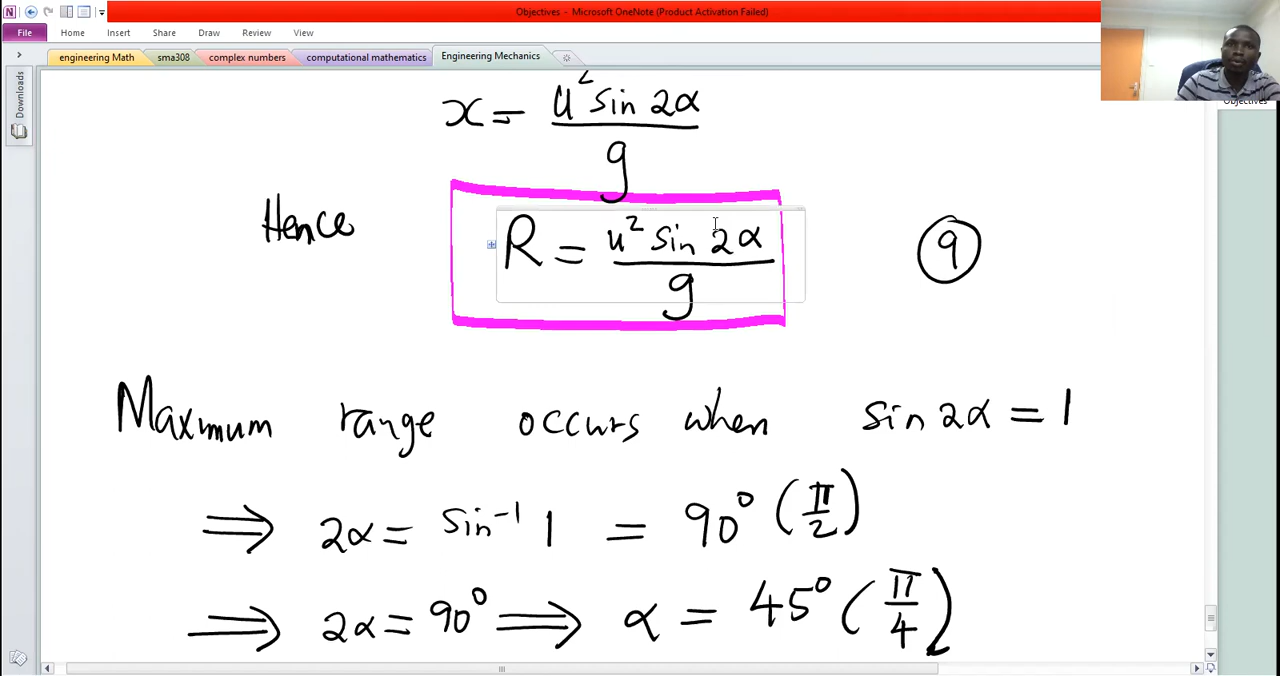 Objectives - Microsoft OneNote (Product Activation Failed)
File Home Insert Share Draw Review View
engineering Math sma308 complex numbers computational mathematics Engineering Mechanics
Objectives
Downloads
x = u² sin 2α / g
Hence R = u² sin 2α / g 9
Maximum range occurs when sin 2α = 1
⟹ 2α = sin⁻¹ 1 = 90° (π/2)
⟹ 2α = 90° ⟹ α = 45° (π/4)